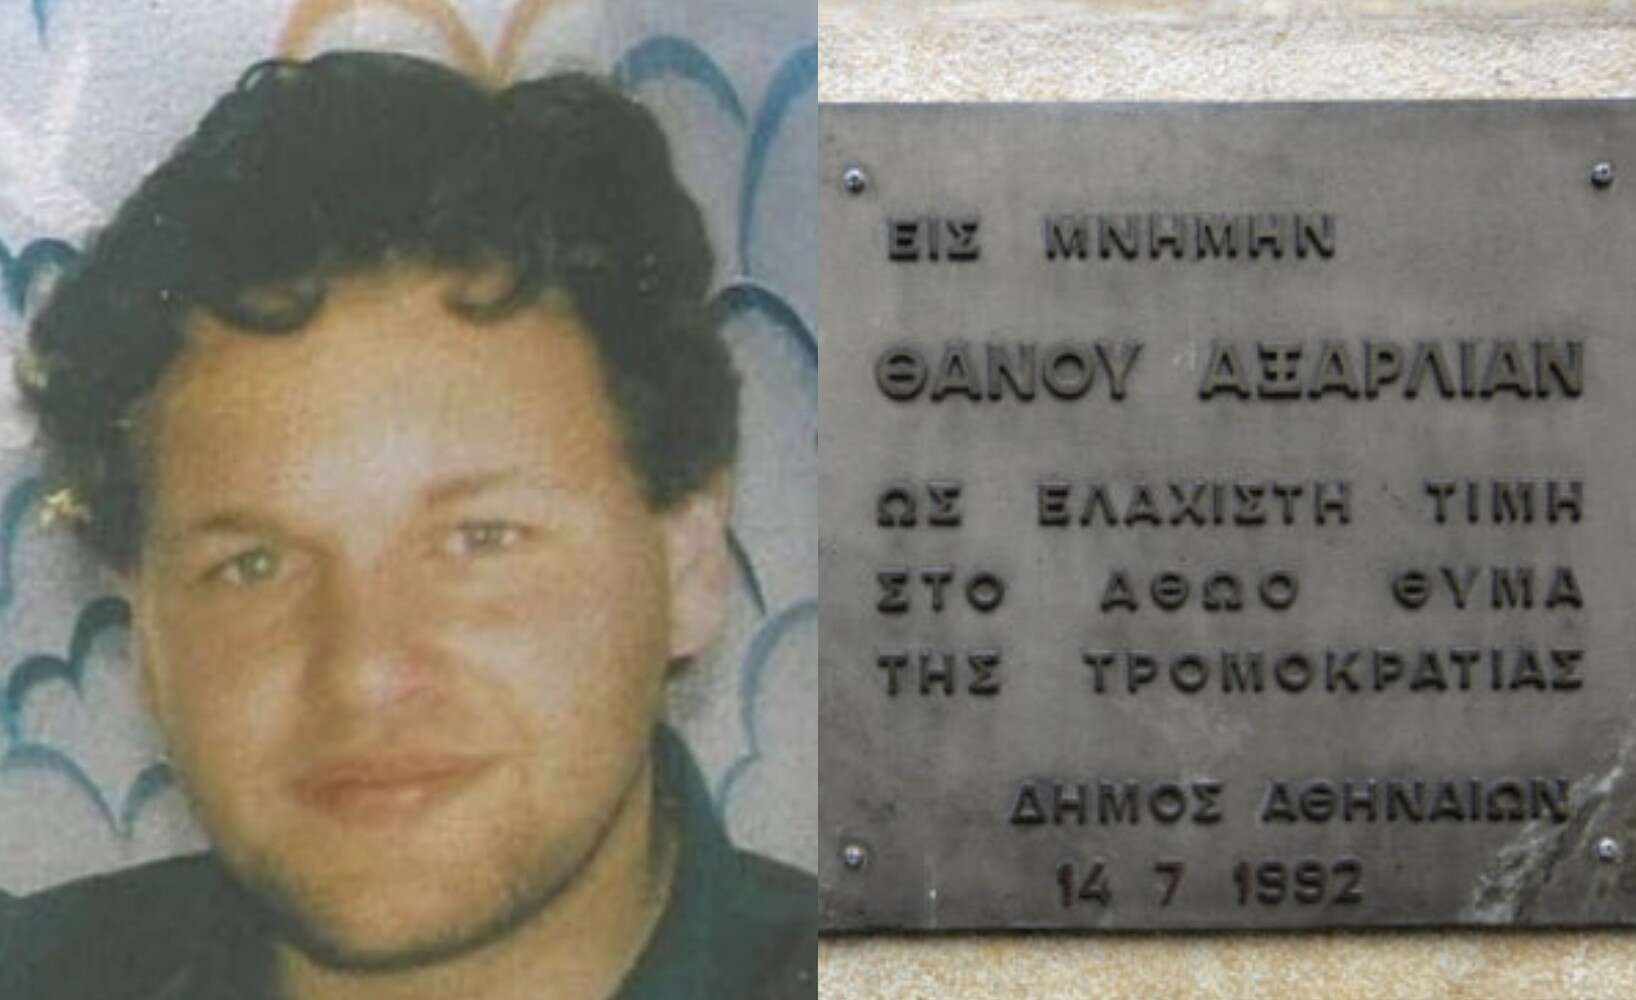 ΕΙΣ ΜΝΗΜΗΝ
ΘΑΝΟΥ ΑΞΑΡΛΙΑΝ
ΩΣ ΕΛΑΧΙΣΤΗ ΤΙΜΗ
ΣΤΟ ΑΘΩΟ ΘΥΜΑ
ΤΗΣ ΤΡΟΜΟΚΡΑΤΙΑΣ
ΔΗΜΟΣ ΑΘΗΝΑΙΩΝ
14 7 1992